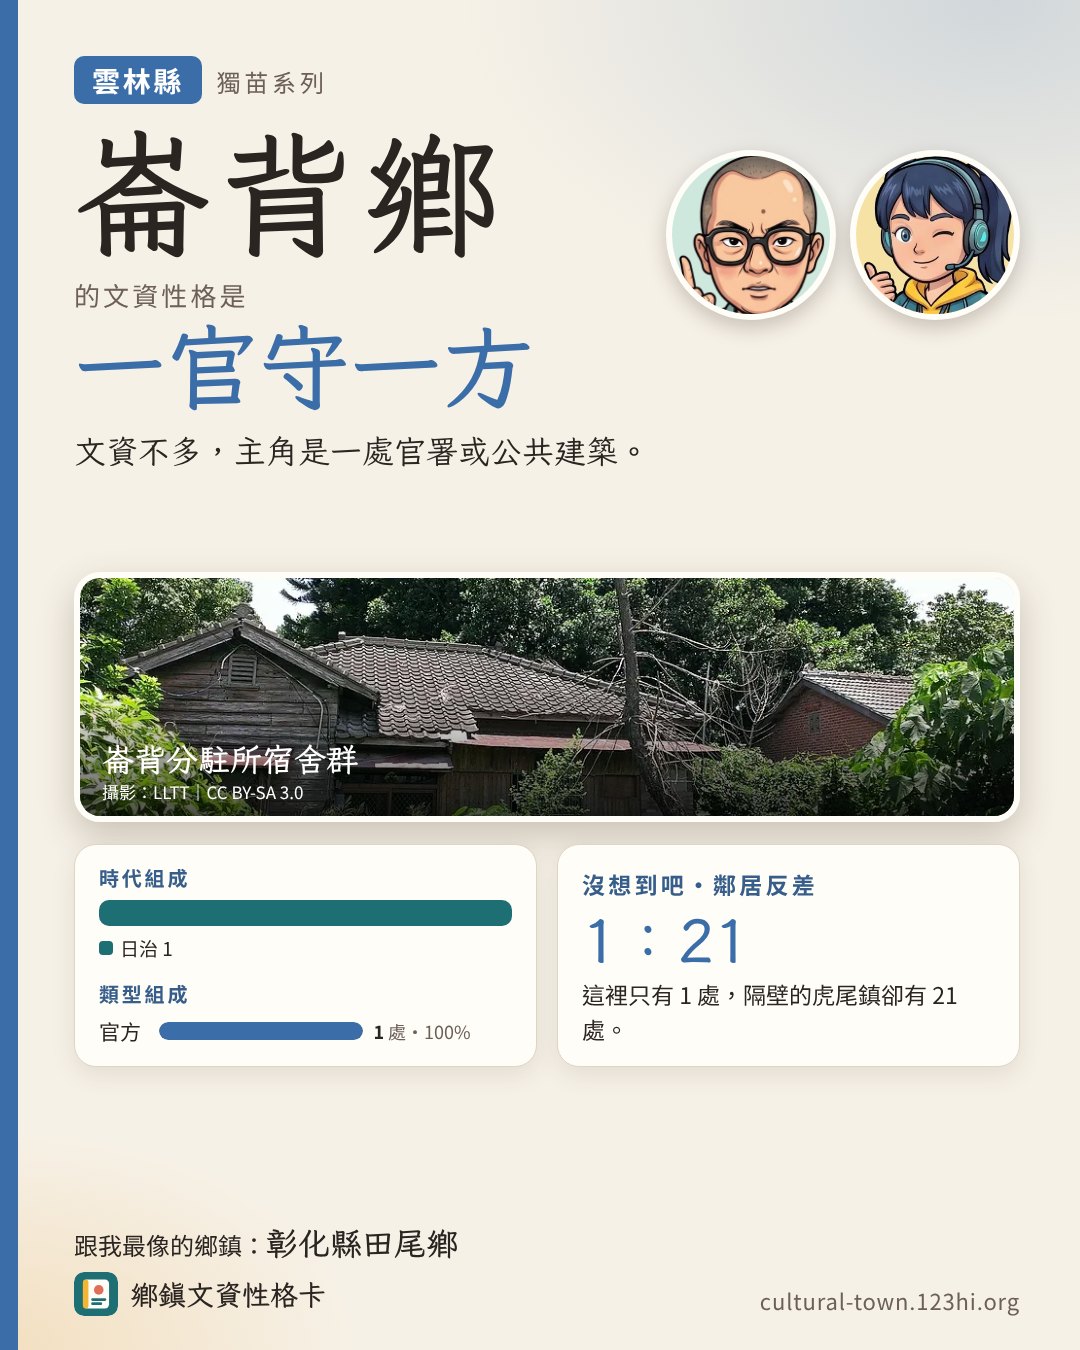 雲林縣 獨苗系列
崙背鄉
的文資性格是
一官守一方
文資不多，主角是一處官署或公共建築。
崙背分駐所宿舍群
攝影：LLTT｜CC BY-SA 3.0
時代組成
日治 1
類型組成
官方 1 處・100%
沒想到吧・鄰居反差
1：21
這裡只有 1 處，隔壁的虎尾鎮卻有 21
處。
跟我最像的鄉鎮：彰化縣田尾鄉
鄉鎮文資性格卡
cultural-town.123hi.org